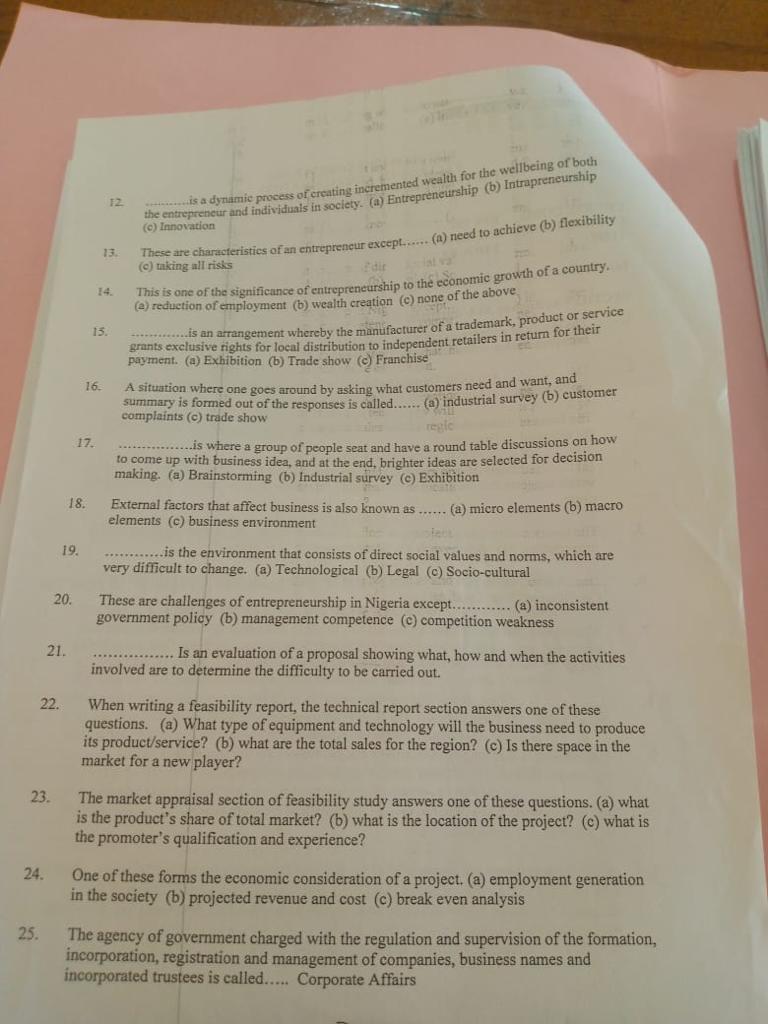 12. ...........is a dynamic process of creating incremented wealth for the wellbeing of both
the entrepreneur and individuals in society. (a) Entrepreneurship (b) Intrapreneurship
(c) Innovation
13. These are characteristics of an entrepreneur except...... (a) need to achieve (b) flexibility
(c) taking all risks
14. This is one of the significance of entrepreneurship to the economic growth of a country.
(a) reduction of employment (b) wealth creation (c) none of the above
15. ..............is an arrangement whereby the manufacturer of a trademark, product or service
grants exclusive rights for local distribution to independent retailers in return for their
payment. (a) Exhibition (b) Trade show (c) Franchise
16. A situation where one goes around by asking what customers need and want, and
summary is formed out of the responses is called...... (a) industrial survey (b) customer
complaints (c) trade show
17. ..................is where a group of people seat and have a round table discussions on how
to come up with business idea, and at the end, brighter ideas are selected for decision
making. (a) Brainstorming (b) Industrial survey (c) Exhibition
18. External factors that affect business is also known as ...... (a) micro elements (b) macro
elements (c) business environment
19. ..............is the environment that consists of direct social values and norms, which are
very difficult to change. (a) Technological (b) Legal (c) Socio-cultural
20. These are challenges of entrepreneurship in Nigeria except............ (a) inconsistent
government policy (b) management competence (c) competition weakness
21. ................ Is an evaluation of a proposal showing what, how and when the activities
involved are to determine the difficulty to be carried out.
22. When writing a feasibility report, the technical report section answers one of these
questions. (a) What type of equipment and technology will the business need to produce
its product/service? (b) what are the total sales for the region? (c) Is there space in the
market for a new player?
23. The market appraisal section of feasibility study answers one of these questions. (a) what
is the product's share of total market? (b) what is the location of the project? (c) what is
the promoter's qualification and experience?
24. One of these forms the economic consideration of a project. (a) employment generation
in the society (b) projected revenue and cost (c) break even analysis
25. The agency of government charged with the regulation and supervision of the formation,
incorporation, registration and management of companies, business names and
incorporated trustees is called..... Corporate Affairs